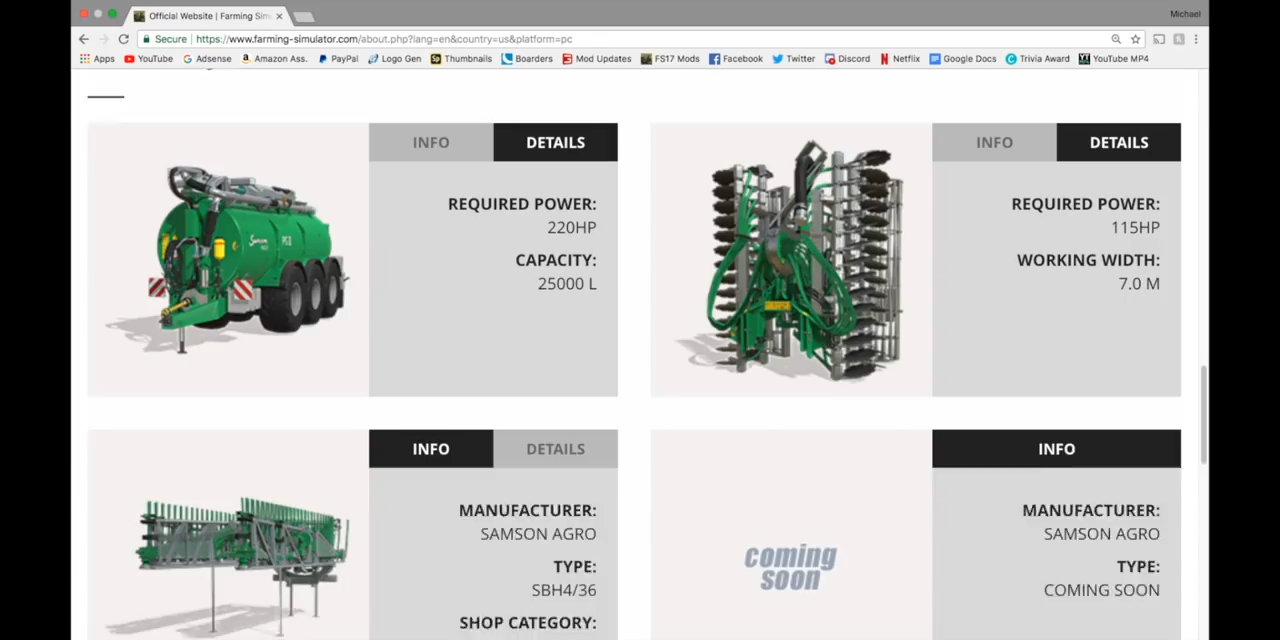 Michael
Official Website | Farming Sim
Secure | https://www.farming-simulator.com/about.php?lang=en&country=us&platform=pc
Apps YouTube Adsense Amazon Ass. PayPal Logo Gen Thumbnails Boarders Mod Updates FS17 Mods Facebook Twitter Discord Netflix Google Docs Trivia Award YouTube MP4
INFO DETAILS
REQUIRED POWER:
220HP
CAPACITY:
25000 L
INFO DETAILS
REQUIRED POWER:
115HP
WORKING WIDTH:
7.0 M
INFO DETAILS
MANUFACTURER:
SAMSON AGRO
TYPE:
SBH4/36
SHOP CATEGORY:
coming
soon
INFO
MANUFACTURER:
SAMSON AGRO
TYPE:
COMING SOON